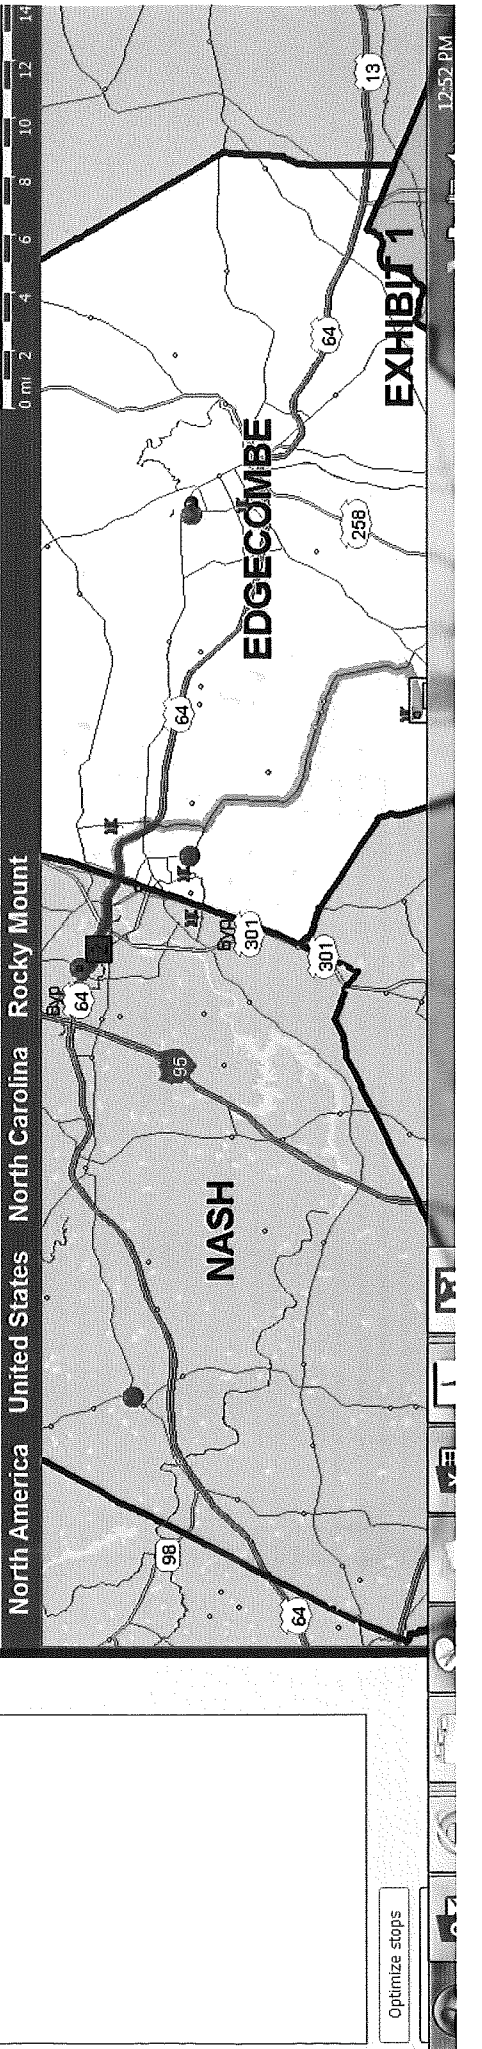 North America United States North Carolina Rocky Mount
0 mi 2 4 6 8 10 12 14
98
64
NASH
95
64
Byp
301
Byp
301
64
EDGECOMBE
258
64
13
EXHIBIT 1
Optimize stops
12:52 PM